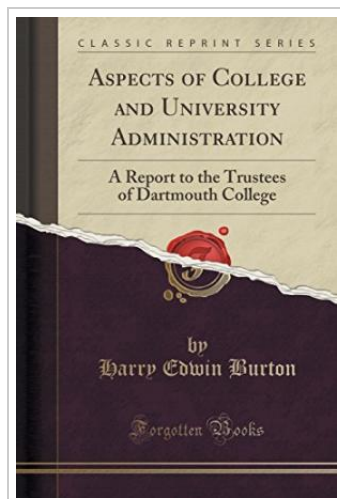 CLASSIC REPRINT SERIES
ASPECTS OF COLLEGE
AND UNIVERSITY
ADMINISTRATION
A Report to the Trustees
of Dartmouth College
by
Harry Edwin Burton
Forgotten Books